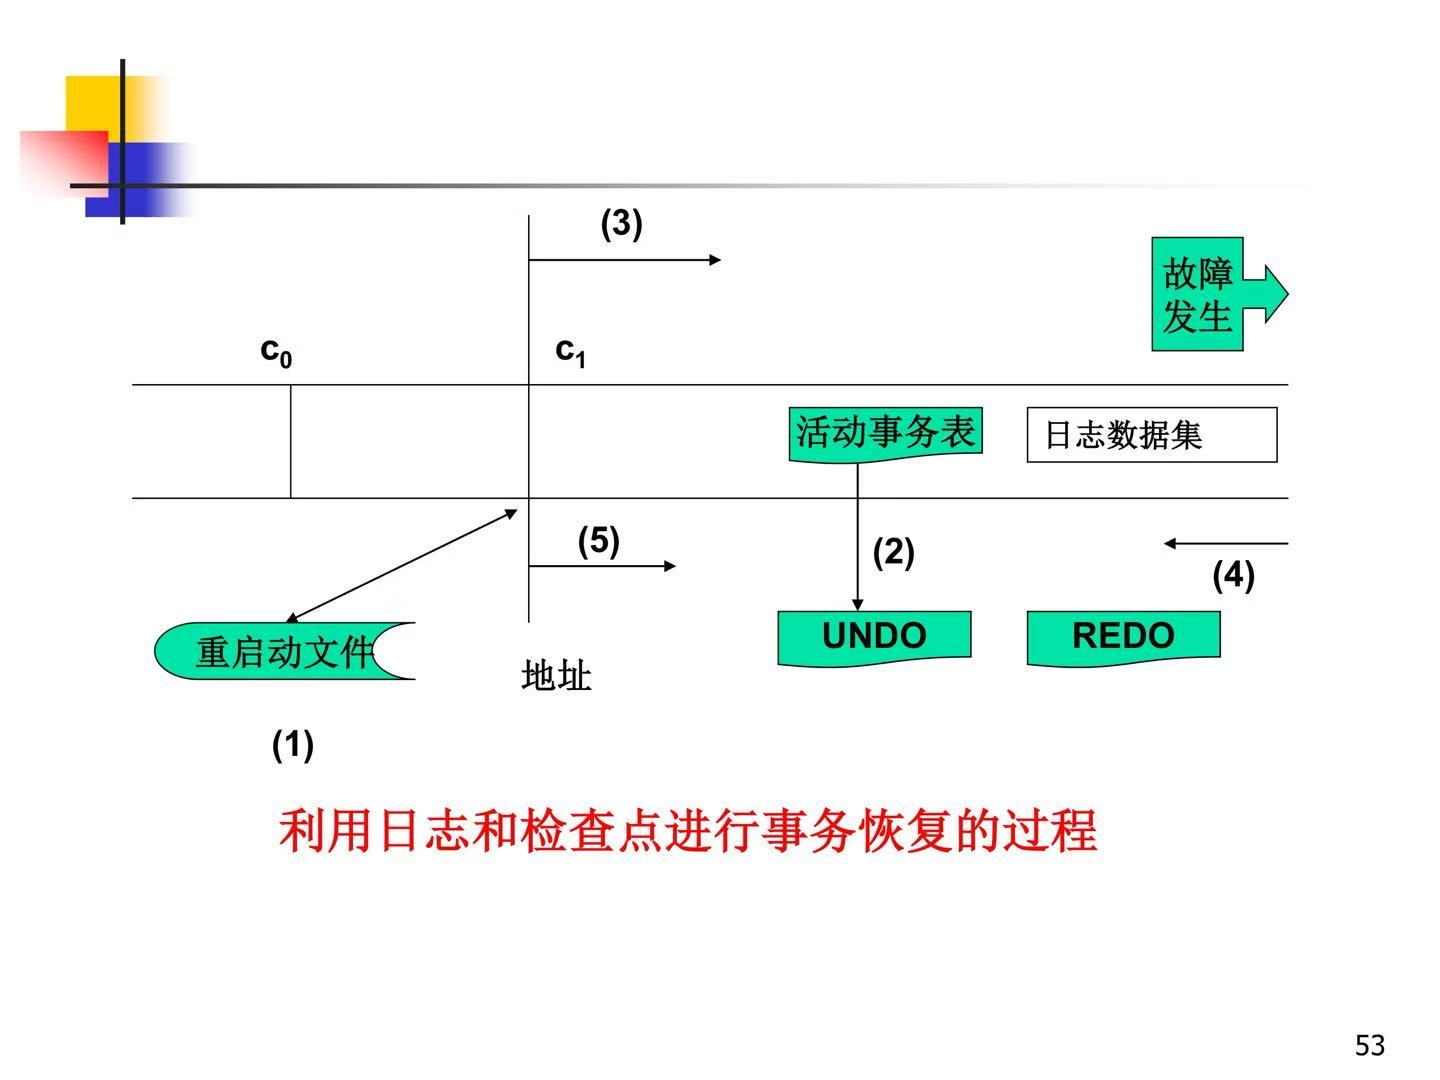 (3)
故障
发生
c₀
c₁
活动事务表
日志数据集
(5)
(2)
(4)
重启动文件
地址
UNDO
REDO
(1)
利用日志和检查点进行事务恢复的过程
53